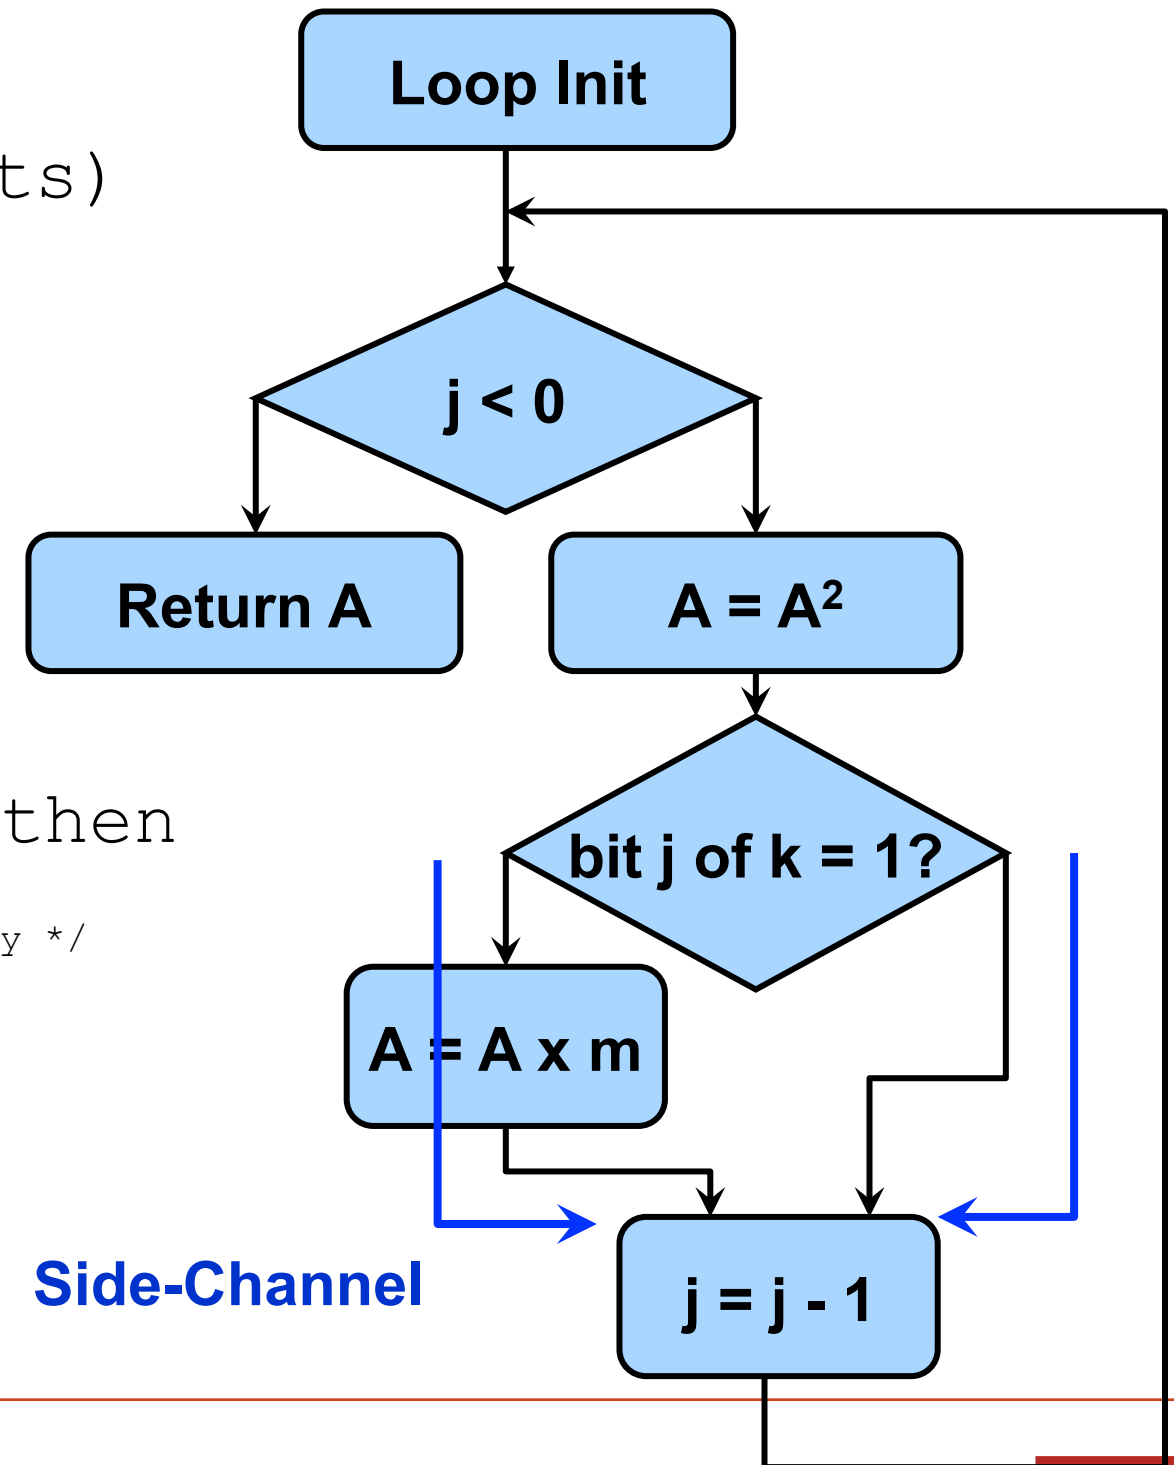 Loop Init
ts)
j < 0
Return A
A = A²
then
bit j of k = 1?
y */
A = A x m
Side-Channel
j = j - 1